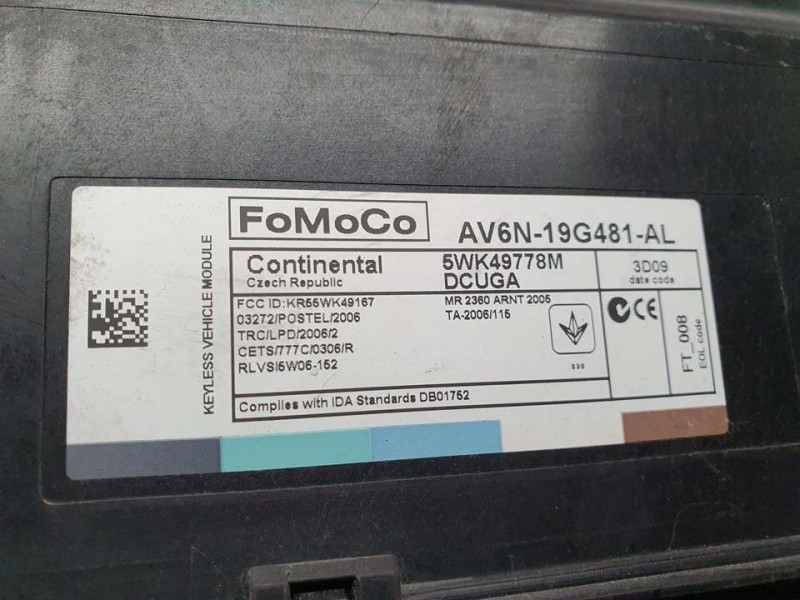 FoMoCo
AV6N-19G481-AL
KEYLESS VEHICLE MODULE
Continental
Czech Republic
5WK49778M
DCUGA
3D09
date code
FCC ID:KR55WK49167
03272/POSTEL/2006
TRC/LPD/2006/2
CETS/777C/0306/R
RLVSI5W06-152
MR 2360 ARNT 2005
TA-2006/115
030
CE
FT_008
EOL code
Complies with IDA Standards DB01752